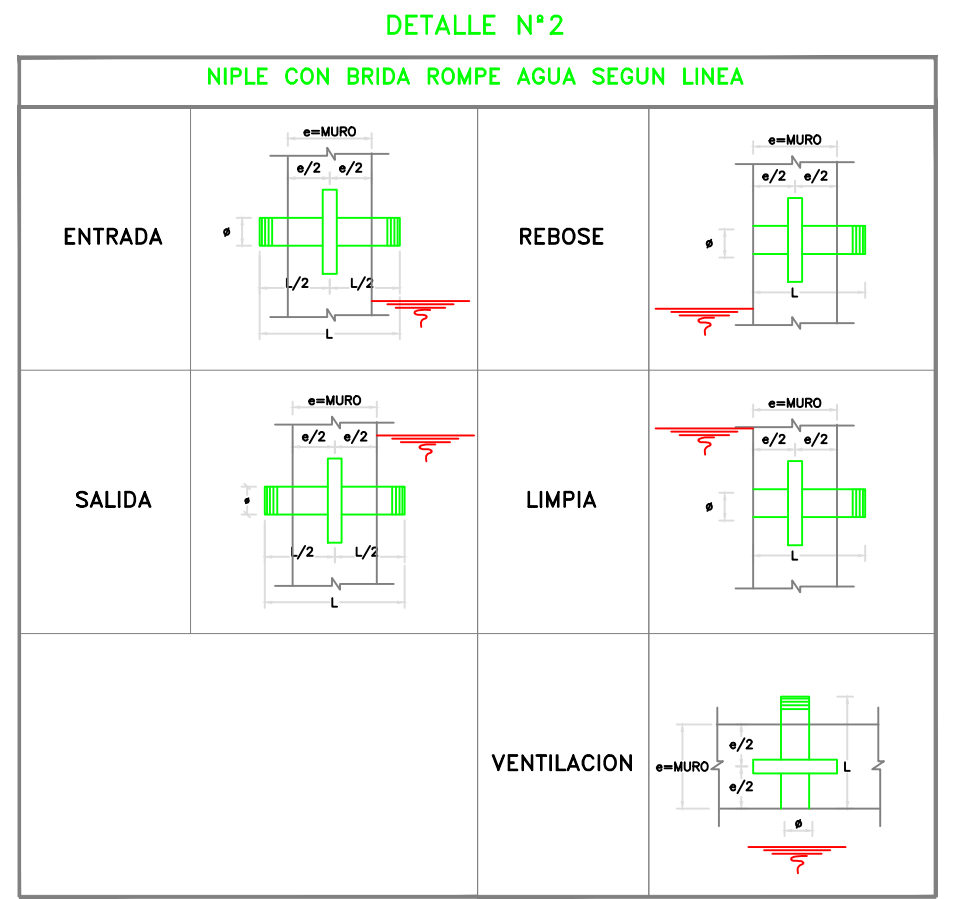 DETALLE Nº2
NIPLE CON BRIDA ROMPE AGUA SEGUN LINEA
ENTRADA
e=MURO
e/2 e/2
ø
L/2 L/2
L
REBOSE
e=MURO
e/2 e/2
ø
L
SALIDA
e=MURO
e/2 e/2
ø
L/2 L/2
L
LIMPIA
e=MURO
e/2 e/2
ø
L
VENTILACION
e/2
e=MURO
L
e/2
ø